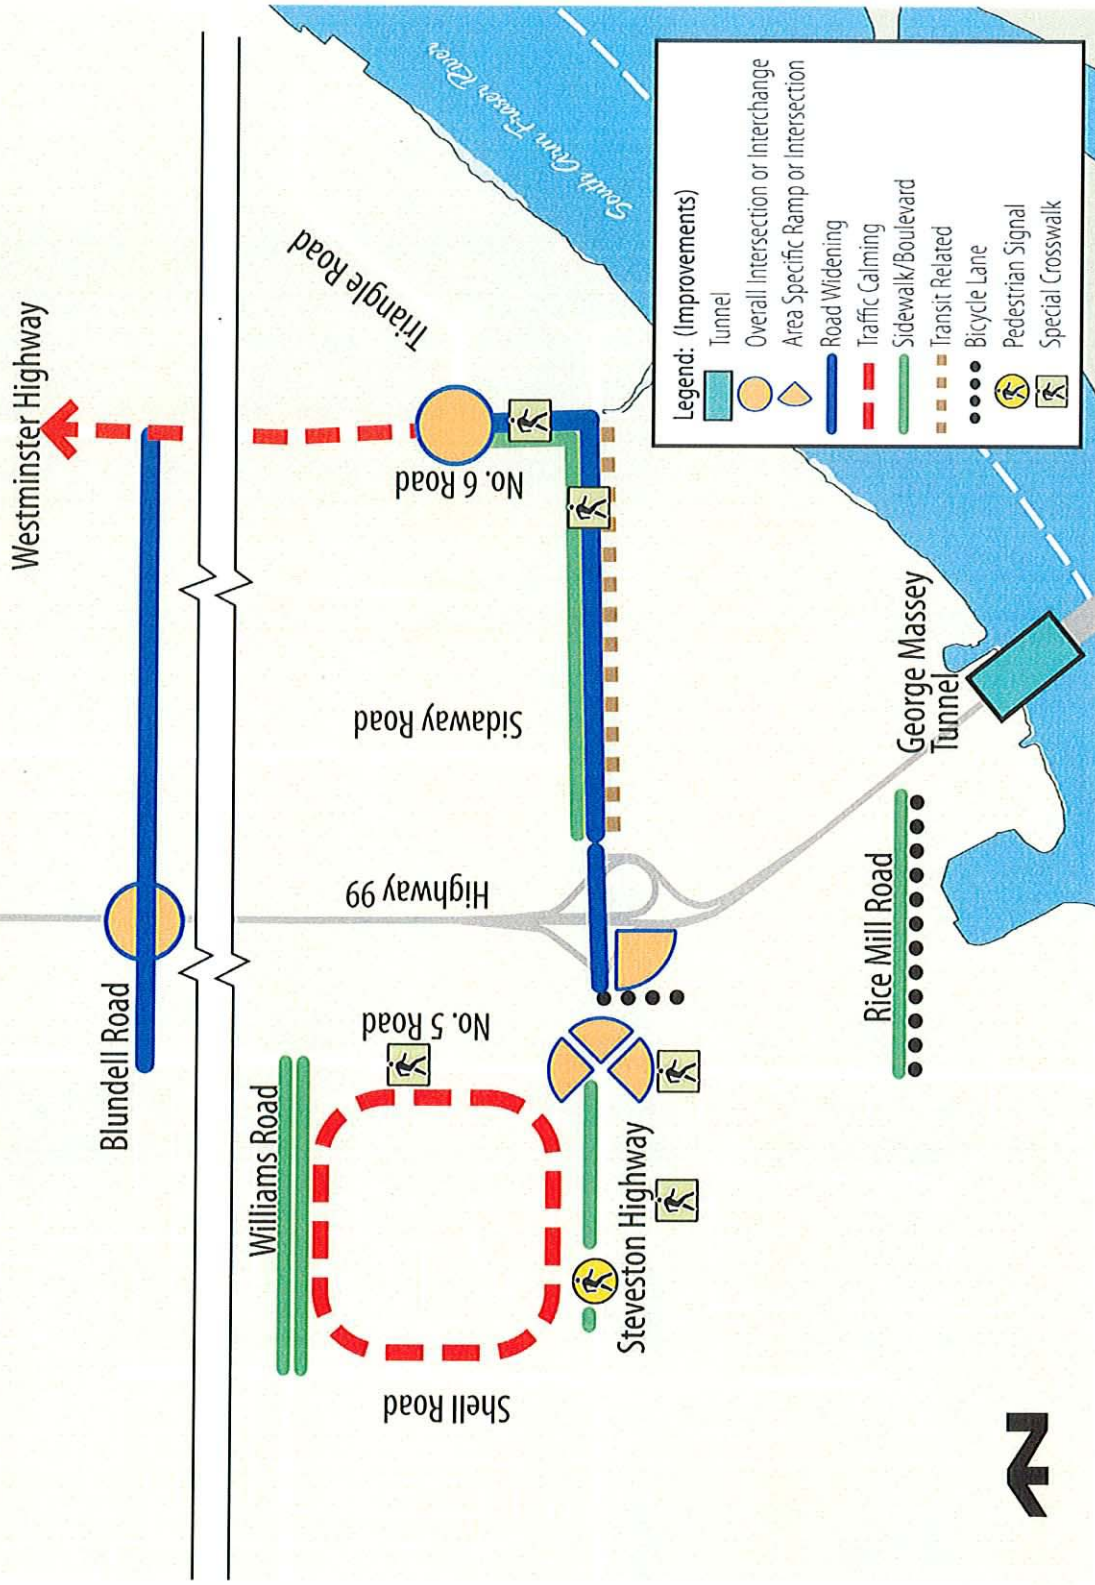 Westminster Highway
Blundell Road
Triangle Road
No. 6 Road
Sidaway Road
Highway 99
No. 5 Road
Williams Road
Shell Road
Steveston Highway
Rice Mill Road
George Massey
Tunnel
South Arm Fraser River
Legend: (Improvements)
Tunnel
Overall Intersection or Interchange
Area Specific Ramp or Intersection
Road Widening
Traffic Calming
Sidewalk/Boulevard
Transit Related
Bicycle Lane
Pedestrian Signal
Special Crosswalk
N